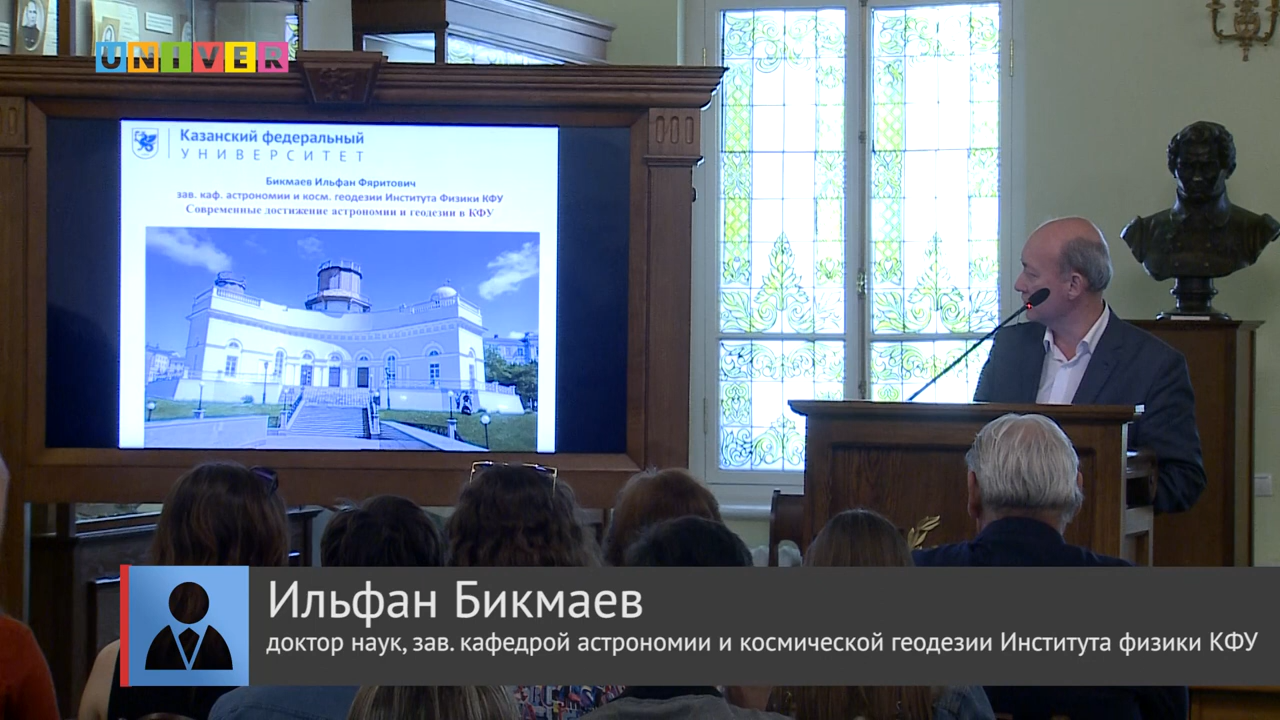 UNIVER
Казанский федеральный
УНИВЕРСИТЕТ
Бикмаев Ильфан Фяритович
зав. каф. астрономии и косм. геодезии Института Физики КФУ
Современные достижение астрономии и геодезии в КФУ
Ильфан Бикмаев
доктор наук, зав. кафедрой астрономии и космической геодезии Института физики КФУ